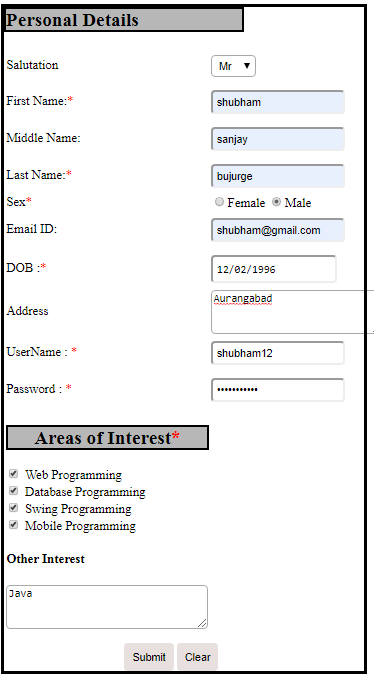 Personal Details
Salutation Mr
First Name:* shubham
Middle Name: sanjay
Last Name:* bujurge
Sex* Female Male
Email ID: shubham@gmail.com
DOB :* 12/02/1996
Address Aurangabad
UserName : * shubham12
Password : * •••••••••••
Areas of Interest*
Web Programming
Database Programming
Swing Programming
Mobile Programming
Other Interest
Java
Submit Clear